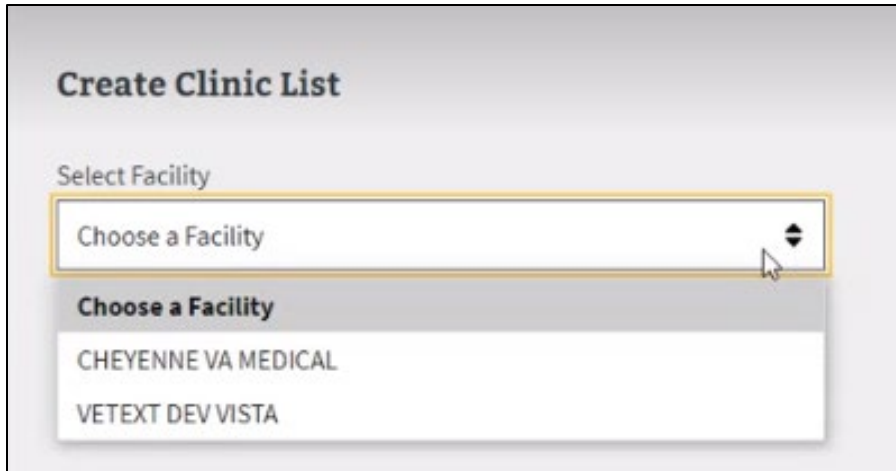 Create Clinic List
Select Facility
Choose a Facility
Choose a Facility
CHEYENNE VA MEDICAL
VETEXT DEV VISTA